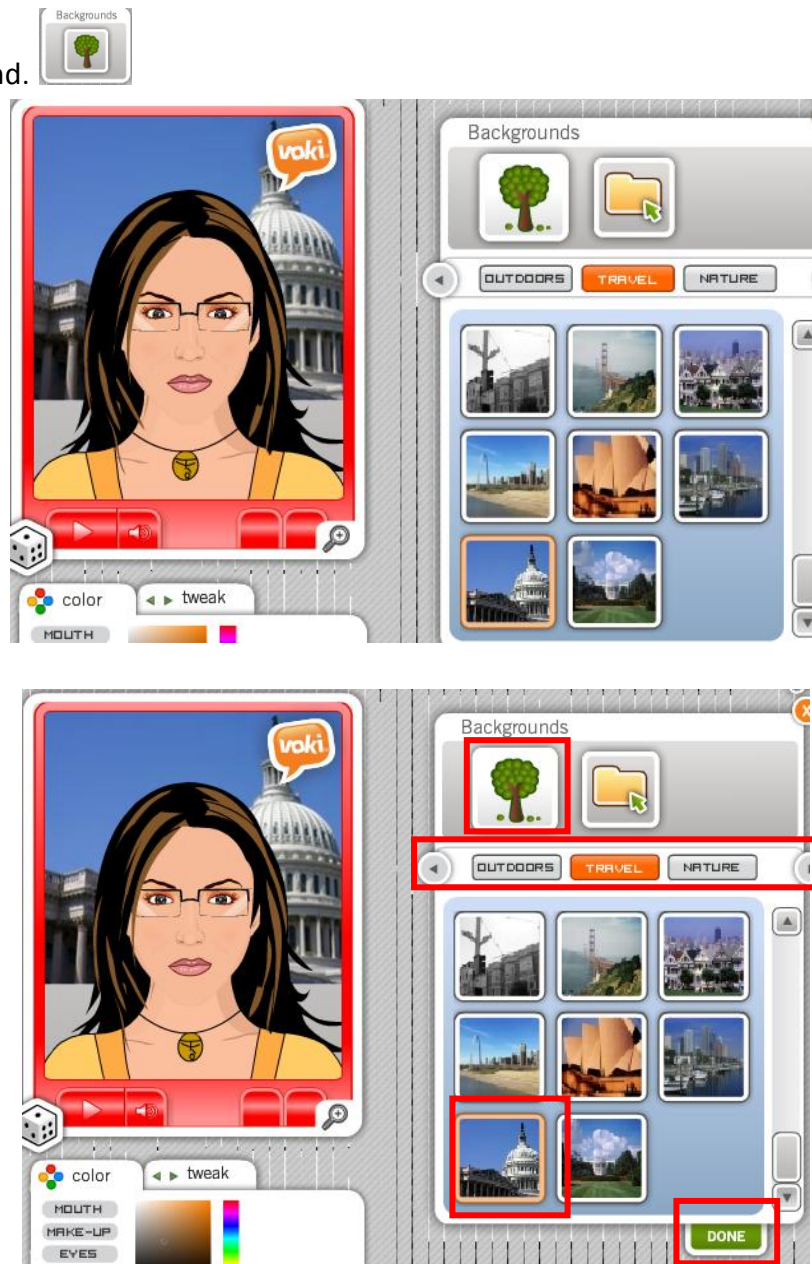 Backgrounds
nd.
voki
Backgrounds
OUTDOORS TRAVEL NATURE
color tweak
MOUTH
voki
Backgrounds
X
OUTDOORS TRAVEL NATURE
color tweak
MOUTH
MAKE-UP
EYES
DONE